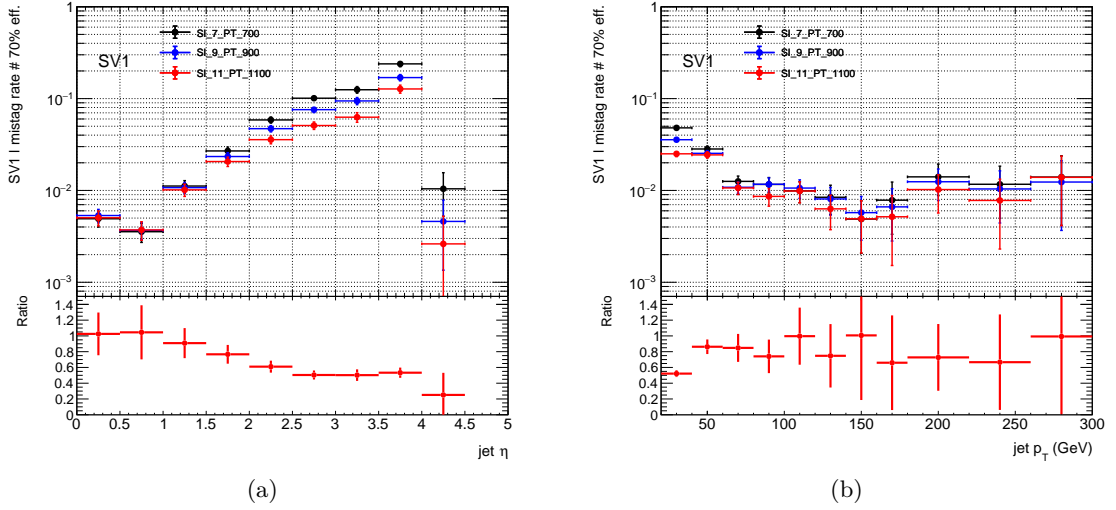 SV1 l mistag rate # 70% eff.
1
10⁻¹
10⁻²
10⁻³
SI_7_PT_700
SI_9_PT_900
SI_11_PT_1100
SV1
Ratio
1.4
1.2
1
0.8
0.6
0.4
0.2
0
0 0.5 1 1.5 2 2.5 3 3.5 4 4.5 5
jet η
(a)
SV1 l mistag rate # 70% eff.
1
10⁻¹
10⁻²
10⁻³
SI_7_PT_700
SI_9_PT_900
SI_11_PT_1100
SV1
Ratio
1.4
1.2
1
0.8
0.6
0.4
0.2
0
50 100 150 200 250 300
jet p_T (GeV)
(b)